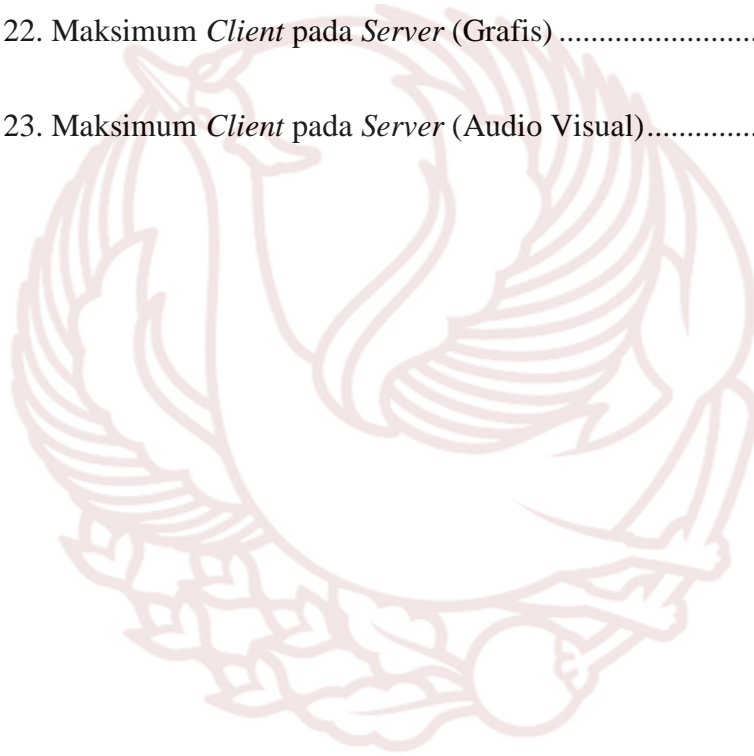 22. Maksimum Client pada Server (Grafis) ........................
23. Maksimum Client pada Server (Audio Visual) .............